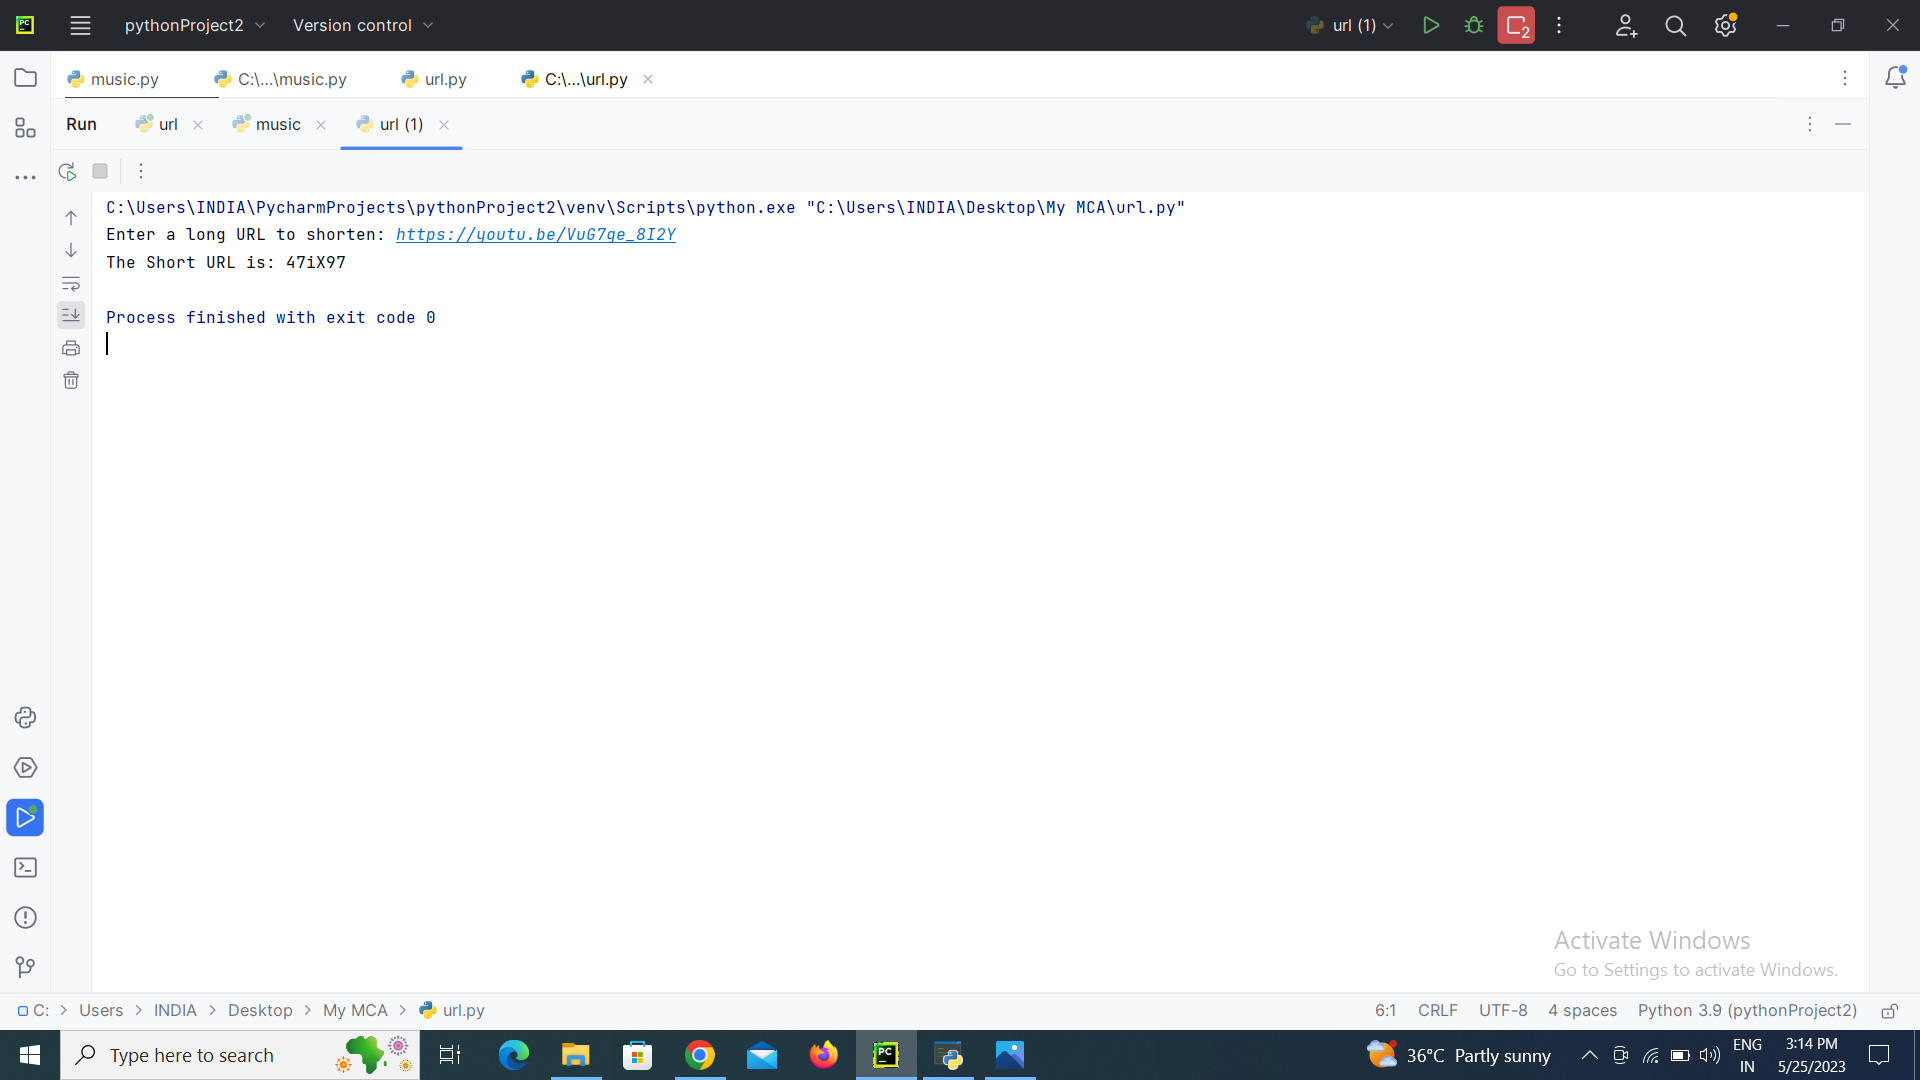 PC
pythonProject2
Version control
url (1)
2
music.py
C:\...\music.py
url.py
C:\...\url.py
Run
url
music
url (1)
C:\Users\INDIA\PycharmProjects\pythonProject2\venv\Scripts\python.exe "C:\Users\INDIA\Desktop\My MCA\url.py"
Enter a long URL to shorten: https://youtu.be/VuG7qe_8I2Y
The Short URL is: 47iX97
Process finished with exit code 0
Activate Windows
Go to Settings to activate Windows.
C: > Users > INDIA > Desktop > My MCA > url.py
6:1 CRLF UTF-8 4 spaces Python 3.9 (pythonProject2)
Type here to search
PC
36°C Partly sunny
ENG
IN
3:14 PM
5/25/2023